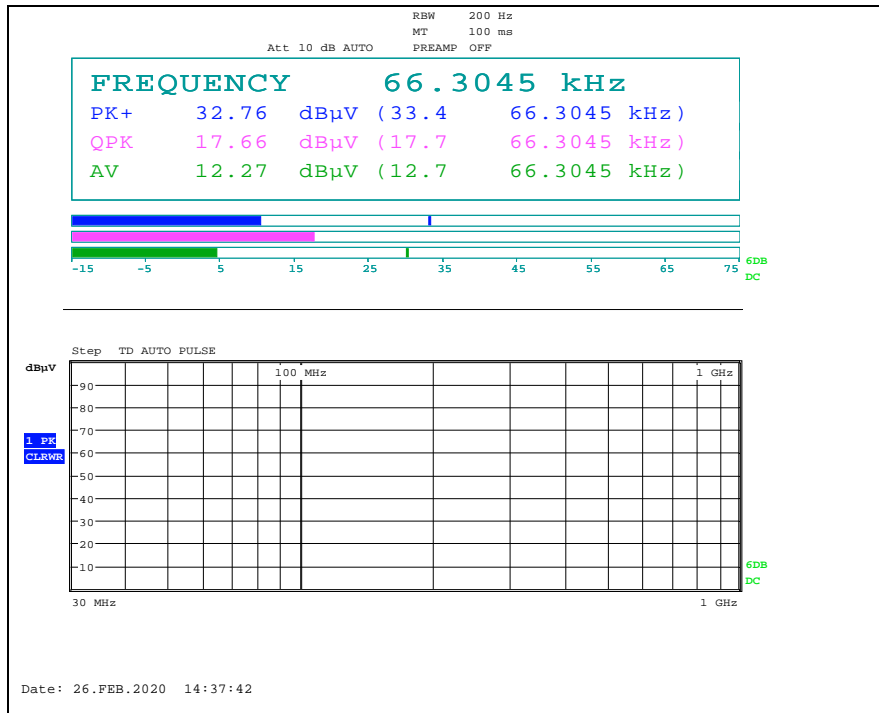 RBW 200 Hz
MT 100 ms
Att 10 dB AUTO PREAMP OFF
FREQUENCY 66.3045 kHz
PK+ 32.76 dBµV (33.4 66.3045 kHz)
QPK 17.66 dBµV (17.7 66.3045 kHz)
AV 12.27 dBµV (12.7 66.3045 kHz)
-15 -5 5 15 25 35 45 55 65 75
6DB
DC
Step TD AUTO PULSE
dBµV
100 MHz 1 GHz
90
80
70
1 PK
CLRWR
60
50
40
30
20
10
6DB
DC
30 MHz 1 GHz
Date: 26.FEB.2020 14:37:42